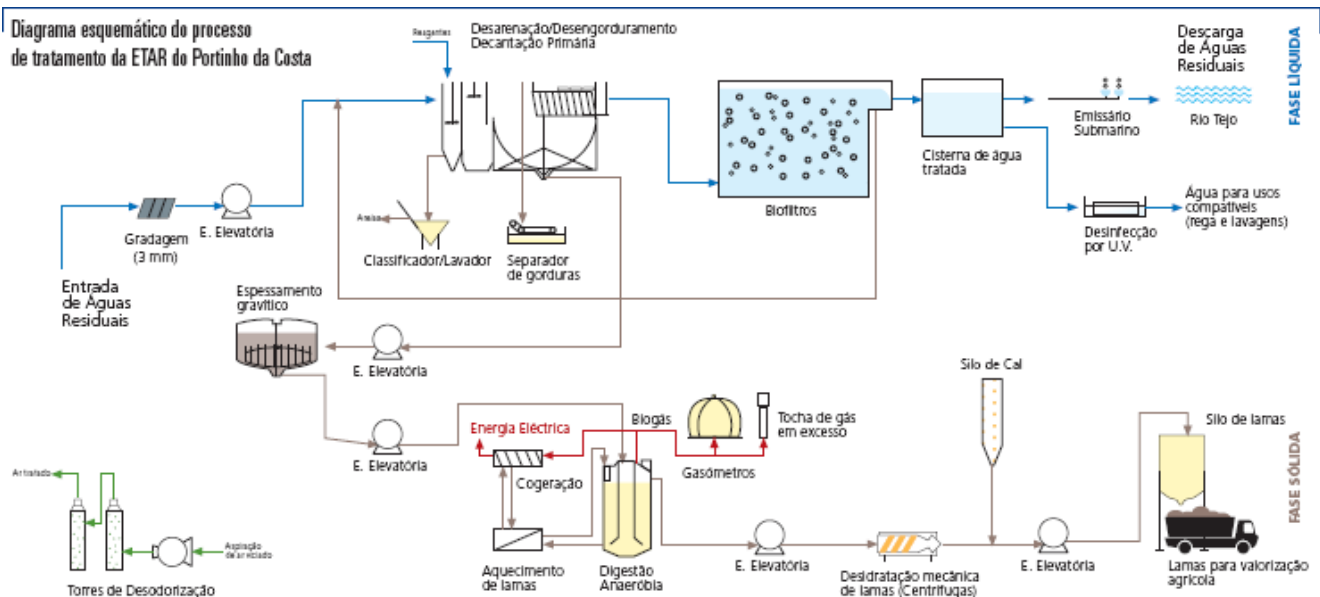 Diagrama esquemático do processo
de tratamento da ETAR do Portinho da Costa
Reagentes
Desarenação/Desengorduramento
Decantação Primária
Descarga
de Águas
Residuais
FASE LÍQUIDA
Emissário
Submarino
Rio Tejo
Cisterna de água
tratada
Biofiltros
Água para usos
compatíveis
(rega e lavagens)
Desinfecção
por U.V.
Gradagem
(3 mm)
E. Elevatória
Areias
Classificador/Lavador
Separador
de gorduras
Entrada
de Águas
Residuais
Espessamento
gravítico
E. Elevatória
Silo de Cal
E. Elevatória
Energia Eléctrica
Biogás
Tocha de gás
em excesso
Gasómetros
Cogeração
Silo de lamas
FASE SÓLIDA
Ar tratado
Aspiração
de ar viciado
Torres de Desodorização
Aquecimento
de lamas
Digestão
Anaeróbia
E. Elevatória
Desidratação mecânica
de lamas (Centrifugas)
E. Elevatória
Lamas para valorização
agrícola